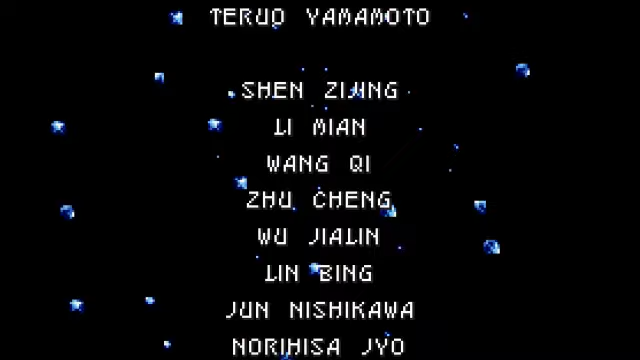 TERUO YAMAMOTO
SHEN ZIJING
LI MIAN
WANG QI
ZHU CHENG
WU JIALIN
LIN BING
JUN NISHIKAWA
NORIHISA JYO